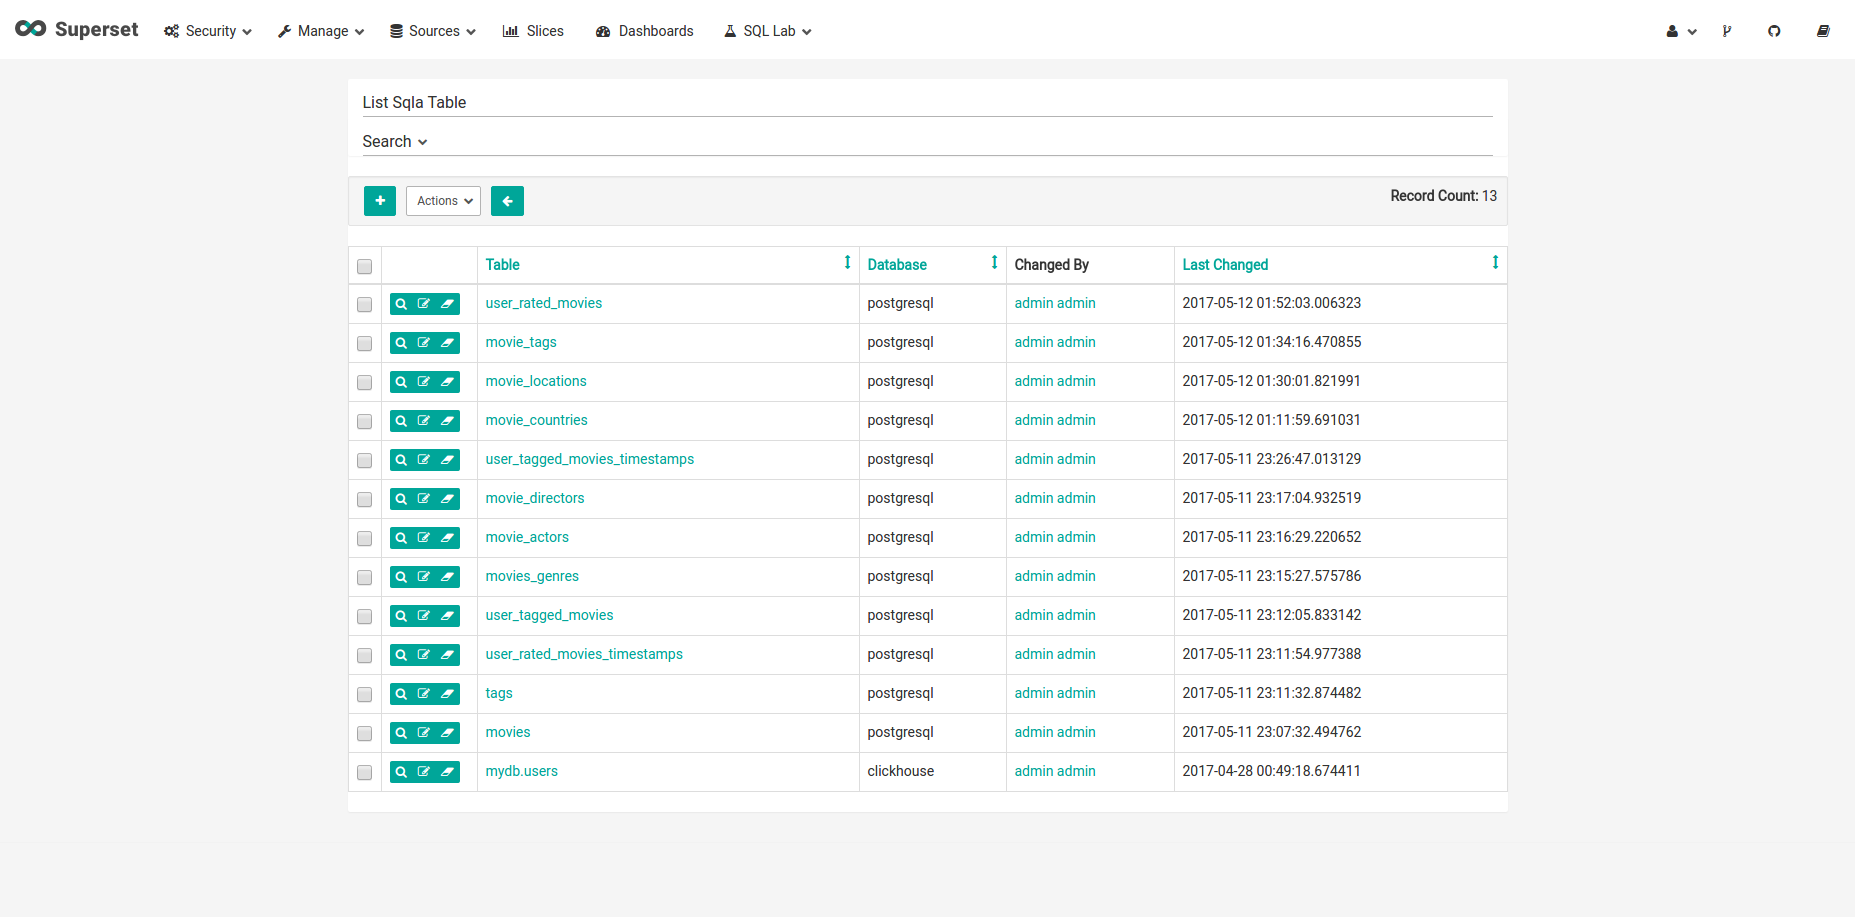 Superset Security Manage Sources Slices Dashboards SQL Lab
List Sqla Table
Search
Actions Record Count: 13
Table Database Changed By Last Changed
user_rated_movies postgresql admin admin 2017-05-12 01:52:03.006323
movie_tags postgresql admin admin 2017-05-12 01:34:16.470855
movie_locations postgresql admin admin 2017-05-12 01:30:01.821991
movie_countries postgresql admin admin 2017-05-12 01:11:59.691031
user_tagged_movies_timestamps postgresql admin admin 2017-05-11 23:26:47.013129
movie_directors postgresql admin admin 2017-05-11 23:17:04.932519
movie_actors postgresql admin admin 2017-05-11 23:16:29.220652
movies_genres postgresql admin admin 2017-05-11 23:15:27.575786
user_tagged_movies postgresql admin admin 2017-05-11 23:12:05.833142
user_rated_movies_timestamps postgresql admin admin 2017-05-11 23:11:54.977388
tags postgresql admin admin 2017-05-11 23:11:32.874482
movies postgresql admin admin 2017-05-11 23:07:32.494762
mydb.users clickhouse admin admin 2017-04-28 00:49:18.674411